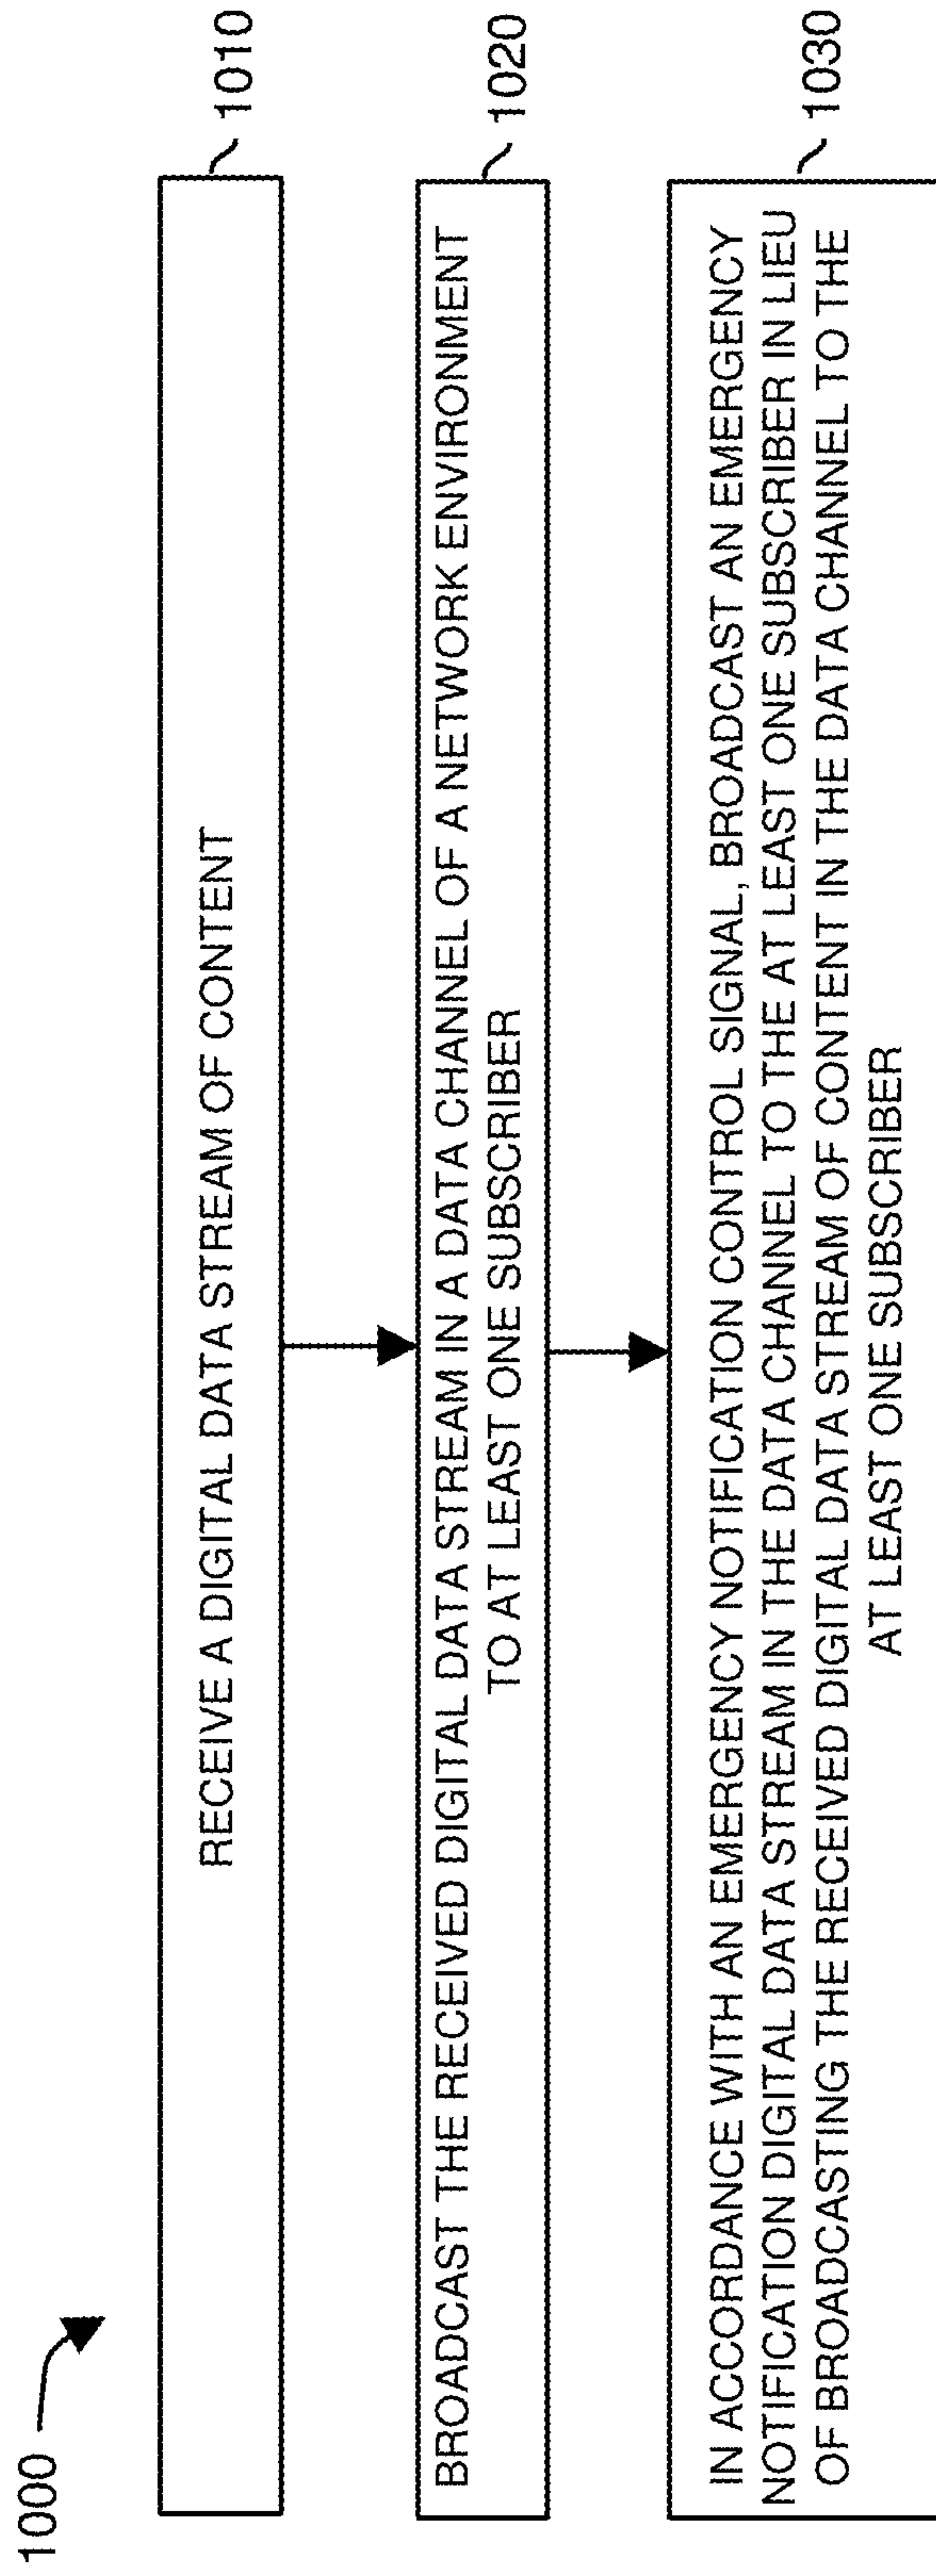 1000
RECEIVE A DIGITAL DATA STREAM OF CONTENT
1010
BROADCAST THE RECEIVED DIGITAL DATA STREAM IN A DATA CHANNEL OF A NETWORK ENVIRONMENT
TO AT LEAST ONE SUBSCRIBER
1020
IN ACCORDANCE WITH AN EMERGENCY NOTIFICATION CONTROL SIGNAL, BROADCAST AN EMERGENCY
NOTIFICATION DIGITAL DATA STREAM IN THE DATA CHANNEL TO THE AT LEAST ONE SUBSCRIBER IN LIEU
OF BROADCASTING THE RECEIVED DIGITAL DATA STREAM OF CONTENT IN THE DATA CHANNEL TO THE
AT LEAST ONE SUBSCRIBER
1030